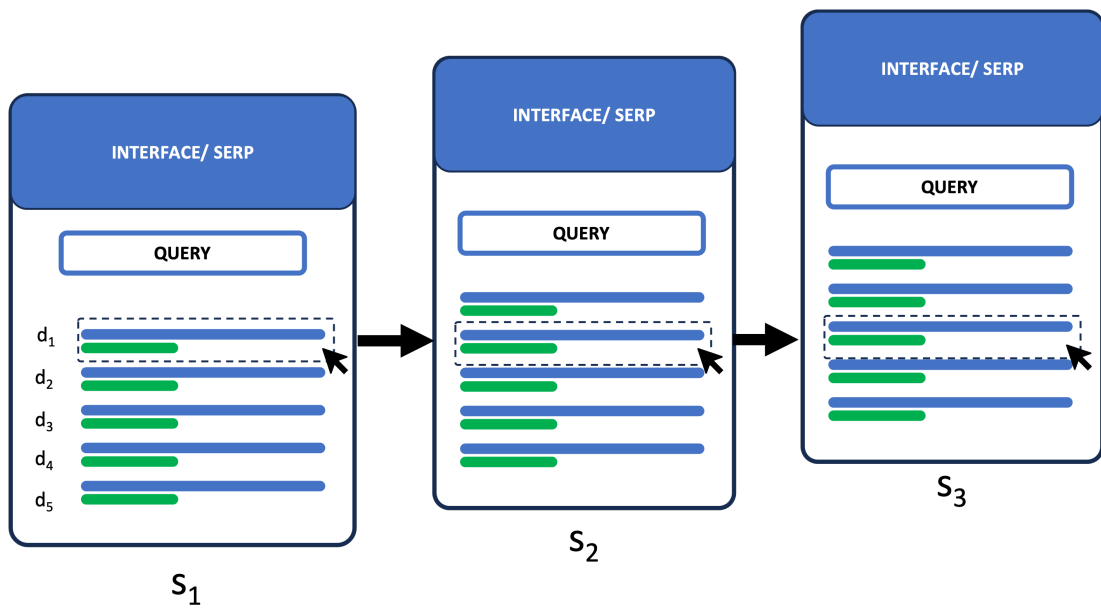 INTERFACE/ SERP
QUERY
d1
d2
d3
d4
d5
S1
INTERFACE/ SERP
QUERY
S2
INTERFACE/ SERP
QUERY
S3